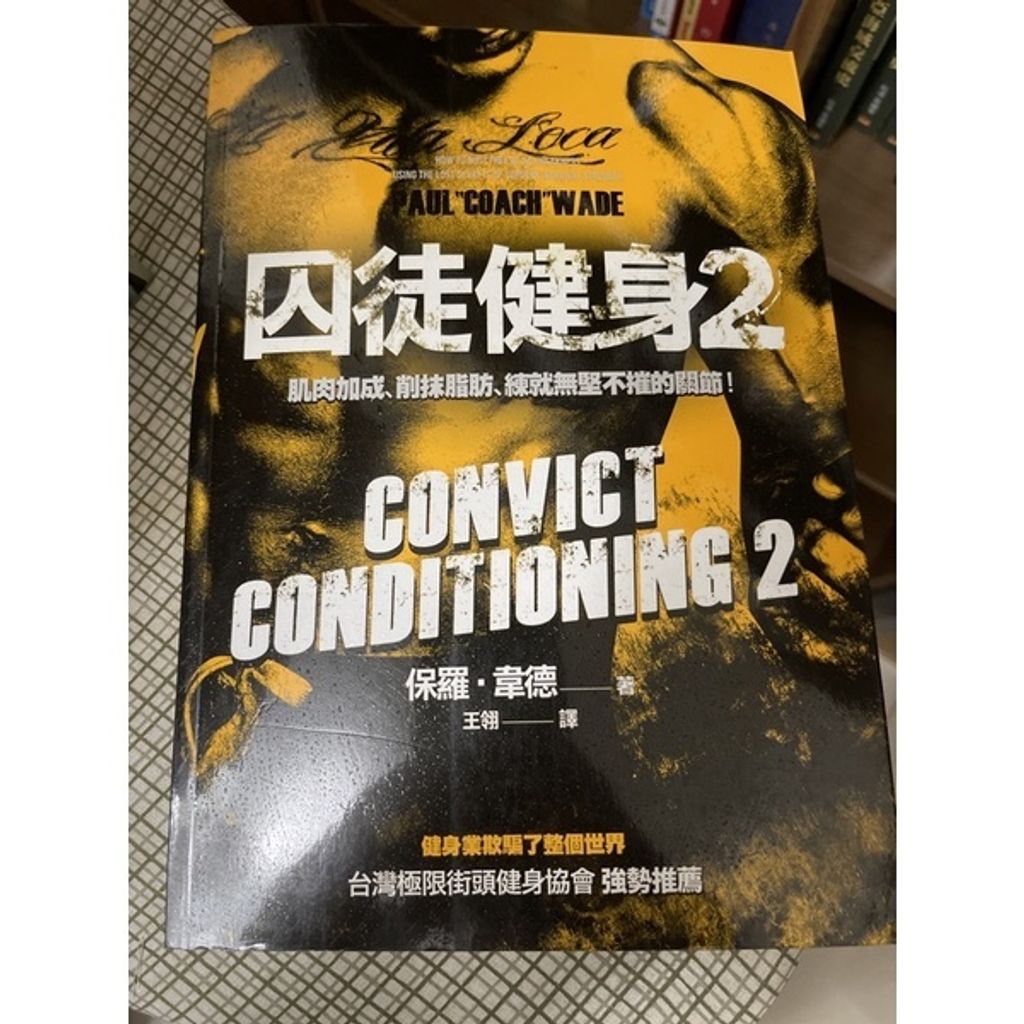 Vida Loca
PAUL "COACH" WADE
囚徒健身2
肌肉加成、削抹脂肪、練就無堅不摧的關節!
CONVICT
CONDITIONING 2
保羅·韋德——著
王翎——譯
健身業欺騙了整個世界
台灣極限街頭健身協會 強勢推薦